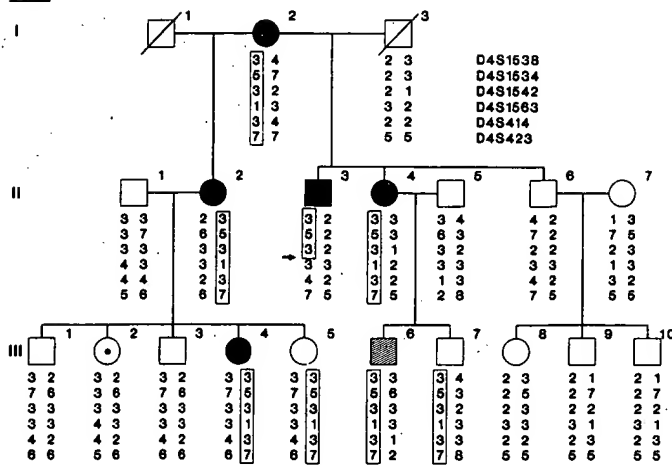 I 1 2 3
3 4 2 3 D4S1538
5 7 2 3 D4S1534
3 2 2 1 D4S1542
1 3 3 2 D4S1563
3 4 2 2 D4S414
7 7 5 5 D4S423
II 1 2 3 4 5 6 7
3 3 2 3 3 2 3 3 3 4 4 2 1 3
3 7 6 5 5 2 5 3 6 3 7 2 7 5
3 3 3 3 3 2 3 1 3 2 2 2 2 2
4 3 3 1 3 3 1 2 3 3 3 3 1 3
4 4 2 3 4 2 3 2 1 3 4 2 3 2
5 6 6 7 7 5 7 5 2 8 7 5 5 5
III 1 2 3 4 5 6 7 8 9 10
3 2 3 2 3 2 3 3 3 3 3 3 3 4 2 3 2 1 2 1
7 6 3 6 7 6 7 5 7 5 5 6 5 3 2 5 2 7 2 7
3 3 3 3 3 3 3 3 3 3 3 3 3 2 2 2 2 2 2 2
3 3 4 3 3 3 3 1 3 1 1 3 1 3 3 3 3 1 3 1
4 2 4 2 4 2 4 3 4 3 3 1 3 3 2 2 2 3 2 3
6 6 5 6 6 6 6 7 6 7 7 2 7 8 5 5 5 5 5 5